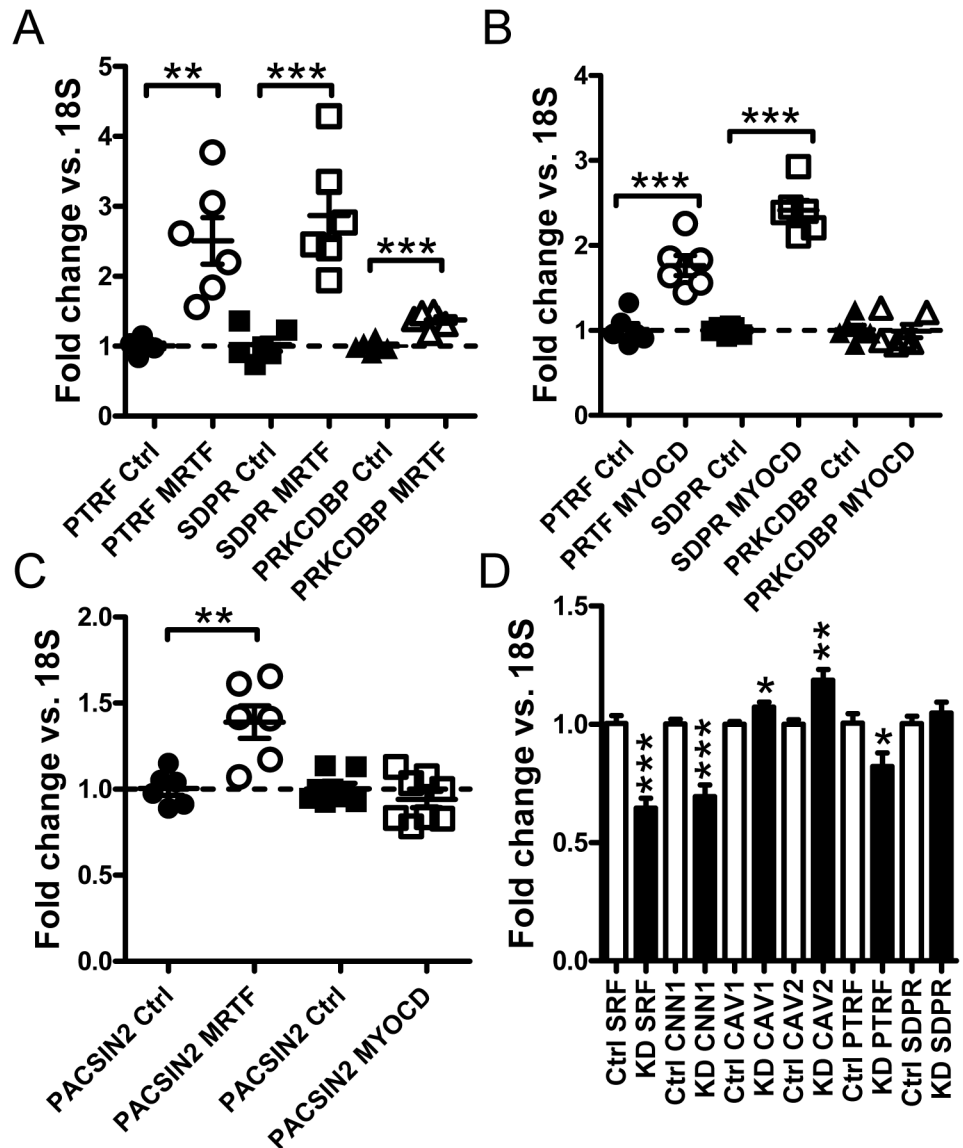 A
Fold change vs. 18S
5
4
3
2
1
0
**
***
***
PTRF Ctrl
PTRF MRTF
SDPR Ctrl
SDPR MRTF
PRKCDBP Ctrl
PRKCDBP MRTF
B
Fold change vs. 18S
4
3
2
1
0
***
***
PTRF Ctrl
PRTF MYOCD
SDPR Ctrl
SDPR MYOCD
PRKCDBP Ctrl
PRKCDBP MYOCD
C
Fold change vs. 18S
2.0
1.5
1.0
0.5
0.0
**
PACSIN2 Ctrl
PACSIN2 MRTF
PACSIN2 Ctrl
PACSIN2 MYOCD
D
Fold change vs. 18S
1.5
1.0
0.5
0.0
***
***
*
**
*
Ctrl SRF
KD SRF
Ctrl CNN1
KD CNN1
Ctrl CAV1
KD CAV1
Ctrl CAV2
KD CAV2
Ctrl PTRF
KD PTRF
Ctrl SDPR
KD SDPR